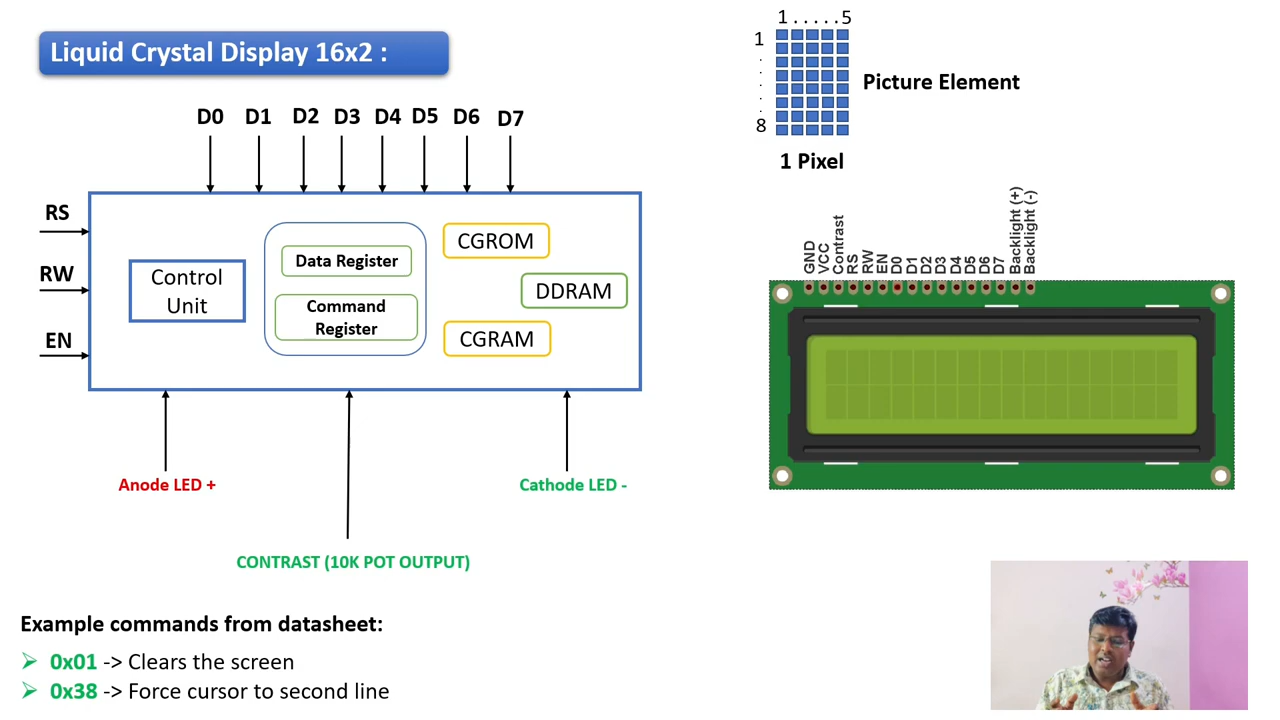 Liquid Crystal Display 16x2 :
D0 D1 D2 D3 D4 D5 D6 D7
RS
RW
EN
Control
Unit
Data Register
Command
Register
CGROM
DDRAM
CGRAM
Anode LED +
Cathode LED -
CONTRAST (10K POT OUTPUT)
Example commands from datasheet:
0x01 -> Clears the screen
0x38 -> Force cursor to second line
1 . . . . . 5
1
.
.
.
.
8
Picture Element
1 Pixel
GND
VCC
Contrast
RS
RW
EN
D0
D1
D2
D3
D4
D5
D6
D7
Backlight (+)
Backlight (-)